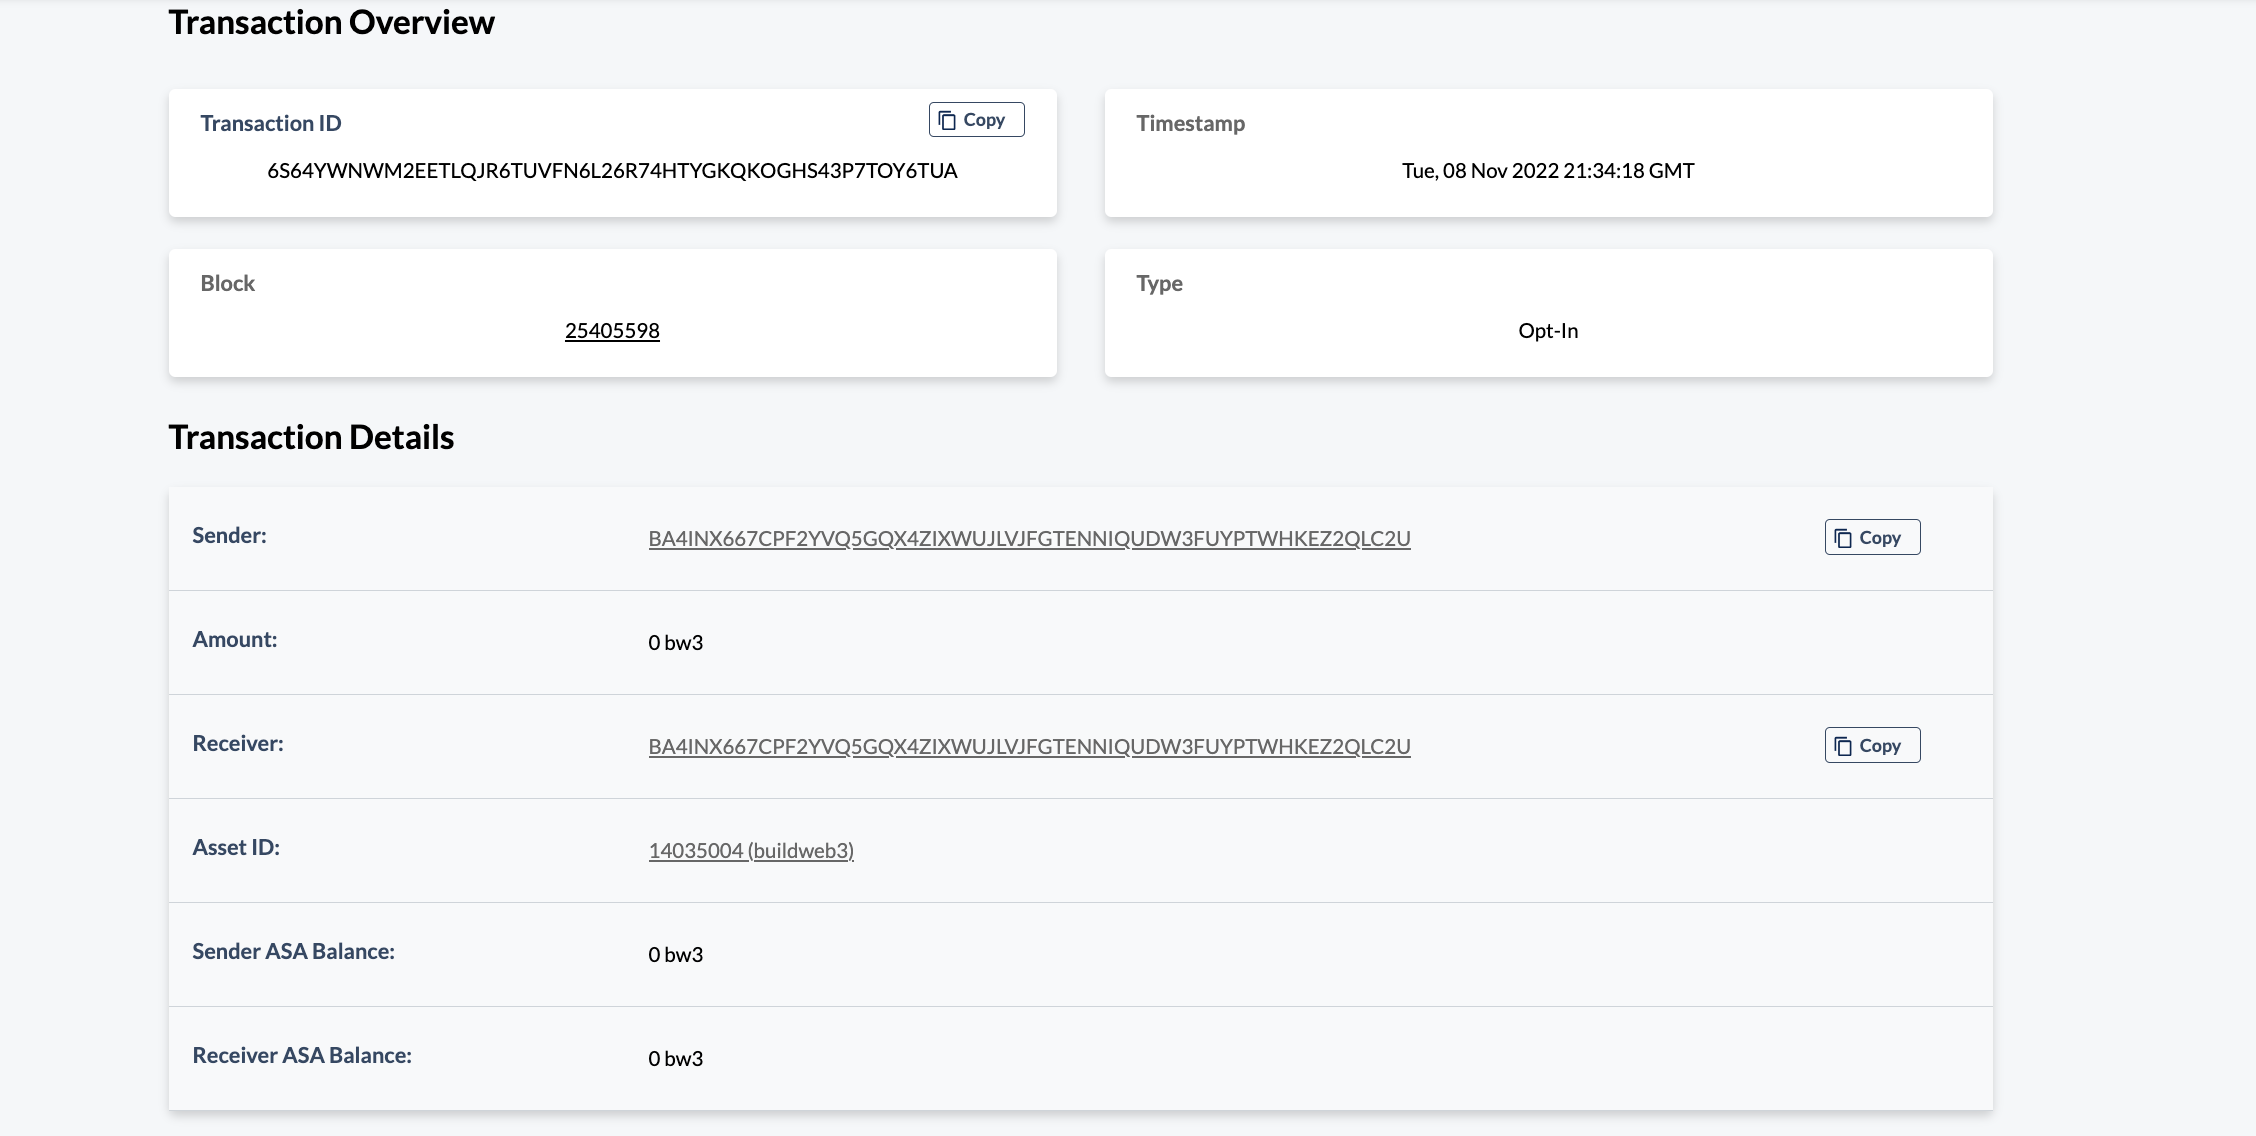 Transaction Overview
Transaction ID
Copy
6S64YWNWM2EETLQJR6TUVFN6L26R74HTYGKQKOGHS43P7TOY6TUA
Timestamp
Tue, 08 Nov 2022 21:34:18 GMT
Block
25405598
Type
Opt-In
Transaction Details
Sender:
BA4INX667CPF2YVQ5GQX4ZIXWUJLVJFGTENNIQUDW3FUYPTWHKEZ2QLC2U
Copy
Amount:
0 bw3
Receiver:
BA4INX667CPF2YVQ5GQX4ZIXWUJLVJFGTENNIQUDW3FUYPTWHKEZ2QLC2U
Copy
Asset ID:
14035004 (buildweb3)
Sender ASA Balance:
0 bw3
Receiver ASA Balance:
0 bw3